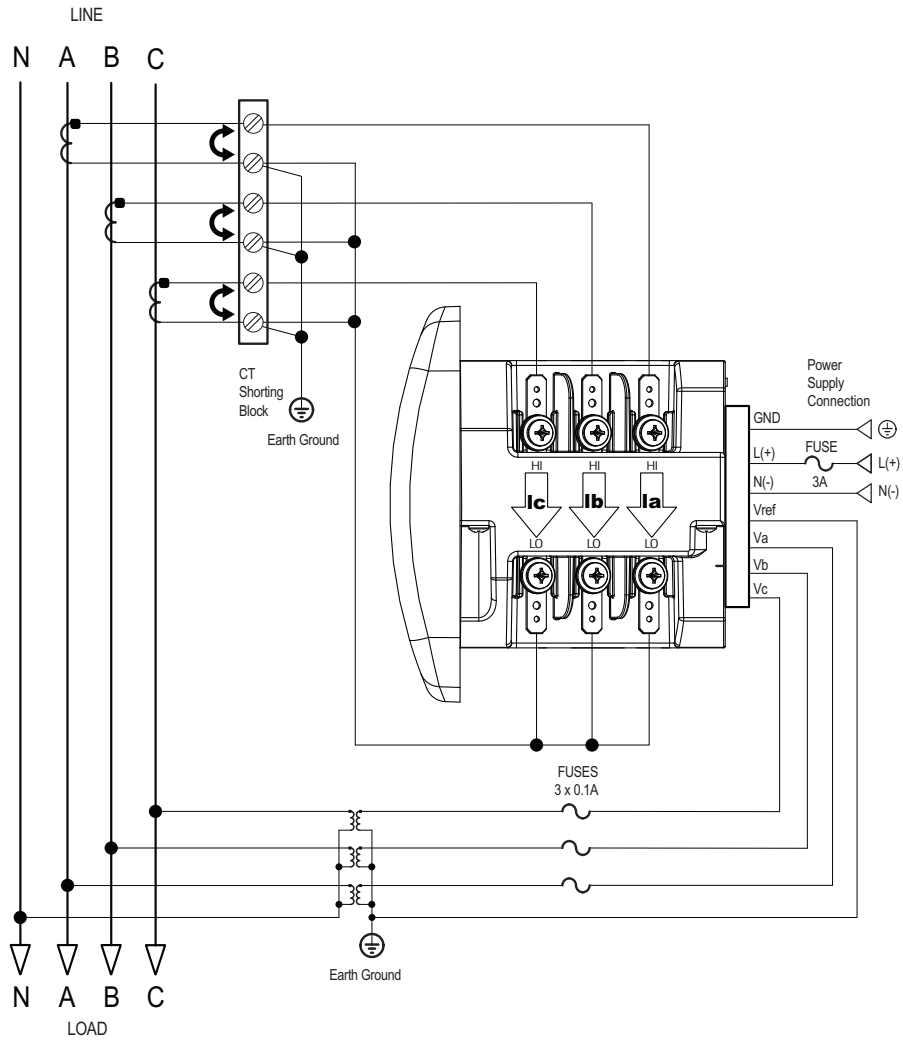 LINE
N A B C
CT
Shorting
Block
Earth Ground
HI HI HI
Ic Ib Ia
LO LO LO
Power
Supply
Connection
GND
L(+) FUSE L(+)
N(-) 3A N(-)
Vref
Va
Vb
Vc
FUSES
3 x 0.1A
Earth Ground
N A B C
LOAD